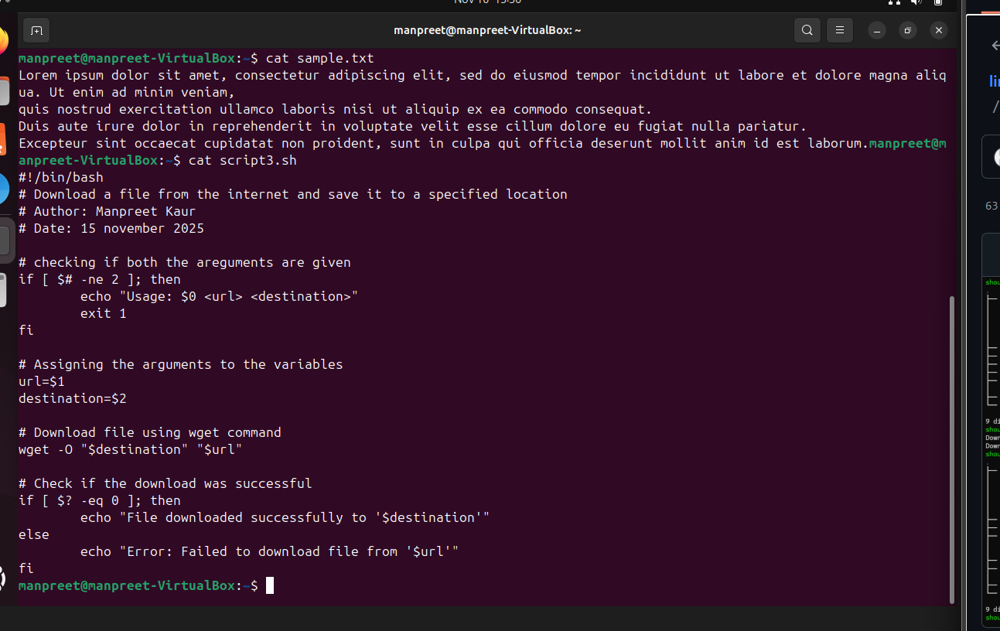 manpreet@manpreet-VirtualBox: ~
manpreet@manpreet-VirtualBox:~$ cat sample.txt
Lorem ipsum dolor sit amet, consectetur adipiscing elit, sed do eiusmod tempor incididunt ut labore et dolore magna aliq
ua. Ut enim ad minim veniam,
quis nostrud exercitation ullamco laboris nisi ut aliquip ex ea commodo consequat.
Duis aute irure dolor in reprehenderit in voluptate velit esse cillum dolore eu fugiat nulla pariatur.
Excepteur sint occaecat cupidatat non proident, sunt in culpa qui officia deserunt mollit anim id est laborum.manpreet@m
anpreet-VirtualBox:~$ cat script3.sh
#!/bin/bash
# Download a file from the internet and save it to a specified location
# Author: Manpreet Kaur
# Date: 15 november 2025

# checking if both the areguments are given
if [ $# -ne 2 ]; then
        echo "Usage: $0 <url> <destination>"
        exit 1
fi

# Assigning the arguments to the variables
url=$1
destination=$2

# Download file using wget command
wget -O "$destination" "$url"

# Check if the download was successful
if [ $? -eq 0 ]; then
        echo "File downloaded successfully to '$destination'"
else
        echo "Error: Failed to download file from '$url'"
fi
manpreet@manpreet-VirtualBox:~$
/
63